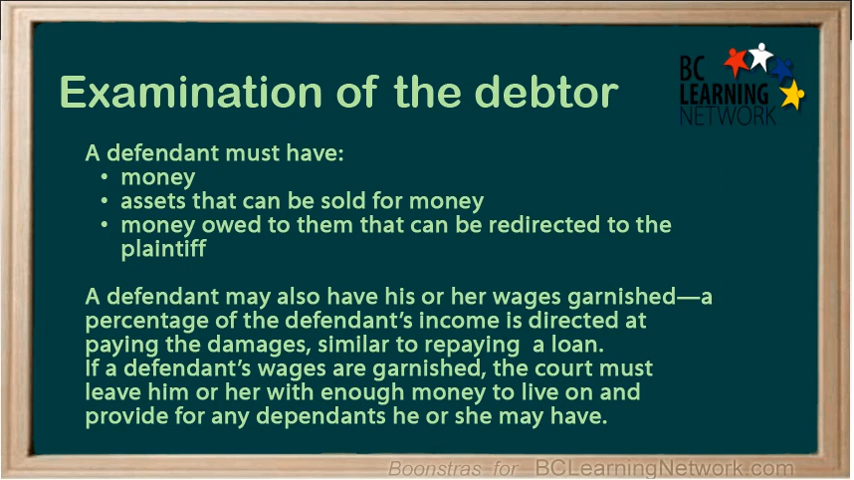 Examination of the debtor
BC
LEARNING
NETWORK
A defendant must have:
• money
• assets that can be sold for money
• money owed to them that can be redirected to the
plaintiff
A defendant may also have his or her wages garnished—a
percentage of the defendant's income is directed at
paying the damages, similar to repaying  a loan.
If a defendant's wages are garnished, the court must
leave him or her with enough money to live on and
provide for any dependants he or she may have.
Boonstras for BCLearningNetwork.com